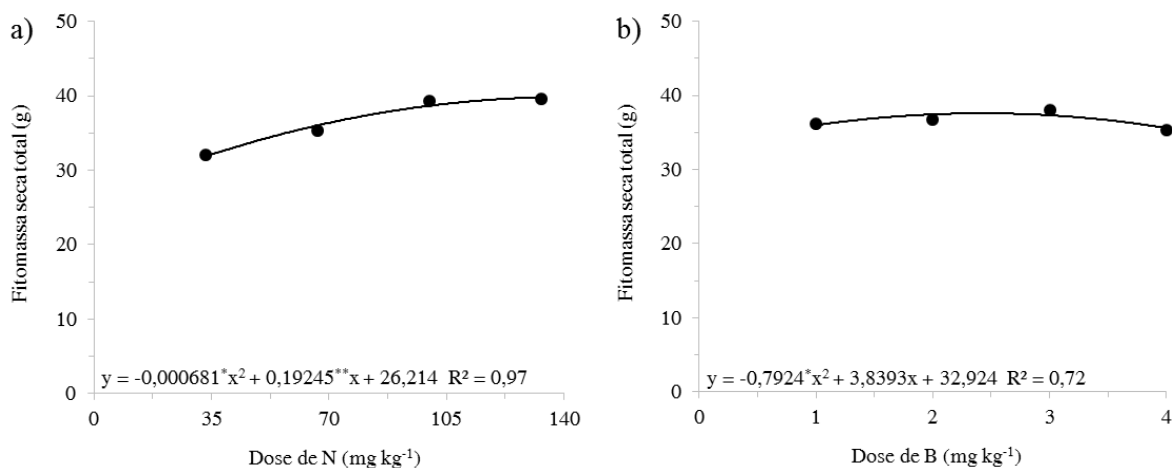 a)
Fitomassa seca total (g)
50
40
30
20
10
0
y = -0,000681*x² + 0,19245**x + 26,214 R² = 0,97
0 35 70 105 140
Dose de N (mg kg⁻¹)
b)
Fitomassa seca total (g)
50
40
30
20
10
0
y = -0,7924*x² + 3,8393x + 32,924 R² = 0,72
0 1 2 3 4
Dose de B (mg kg⁻¹)